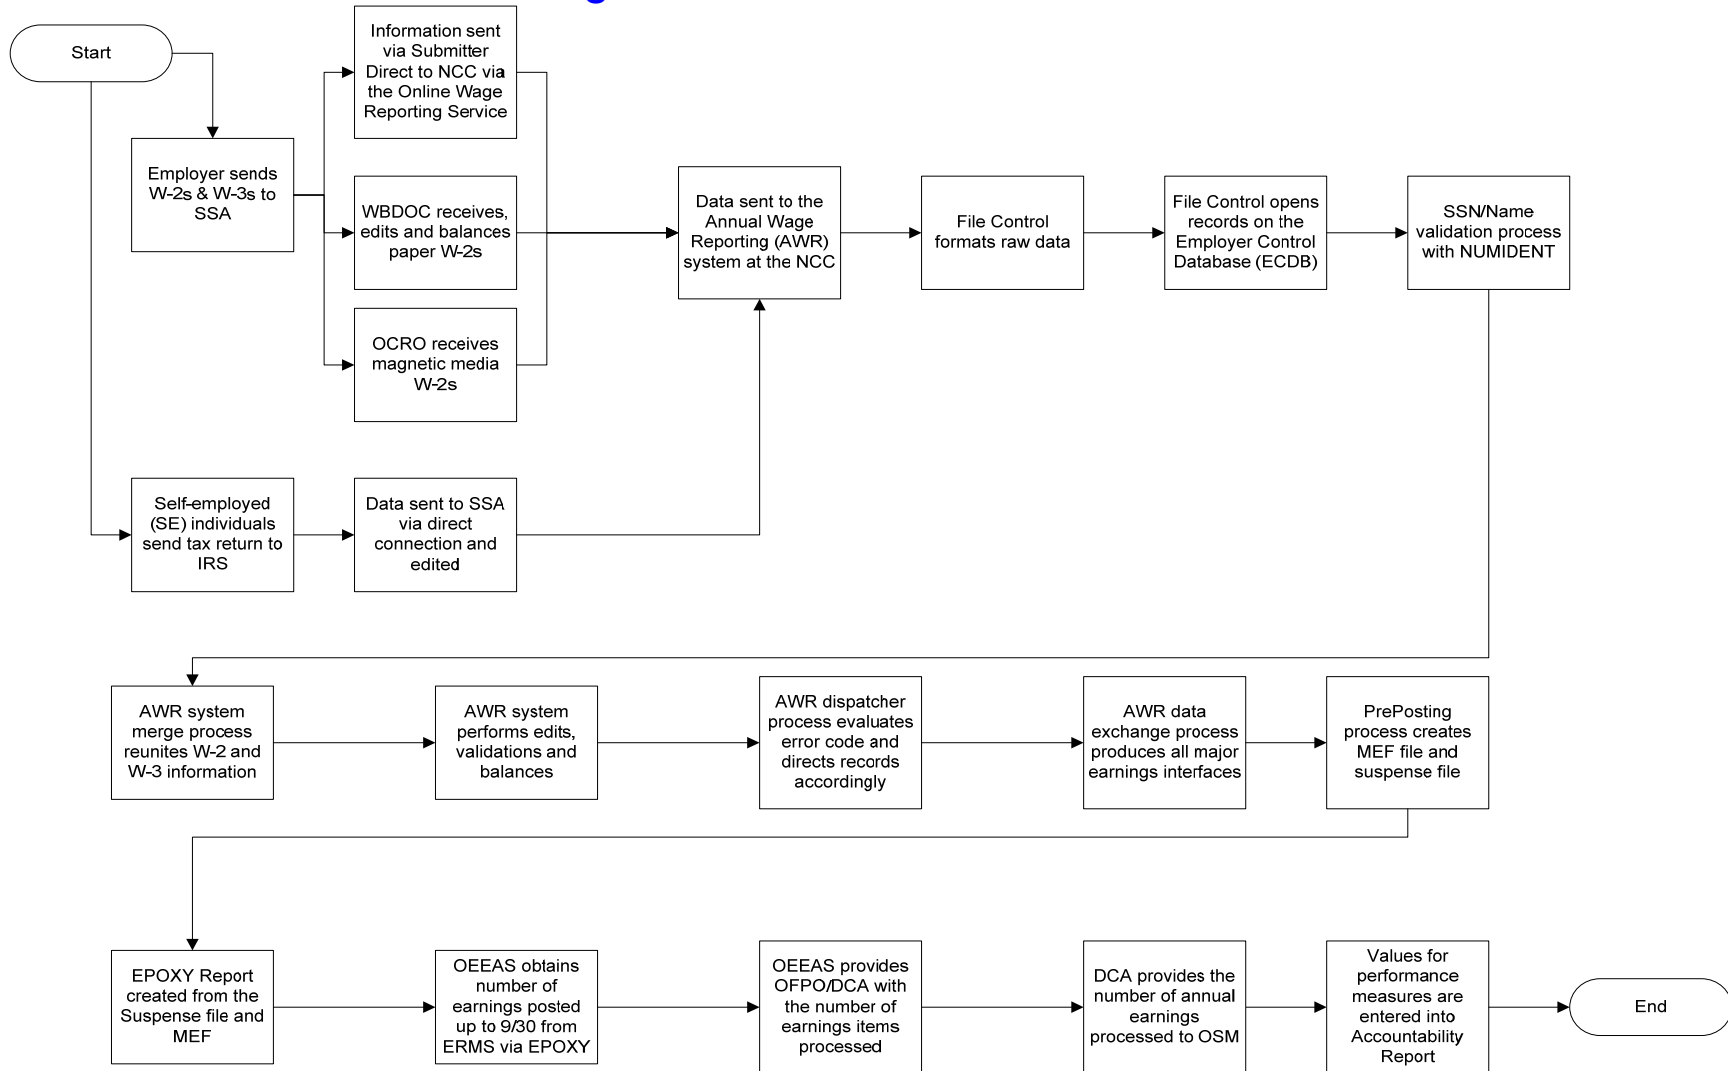 Start
Information sent
via Submitter
Direct to NCC via
the Online Wage
Reporting Service
Employer sends
W-2s & W-3s to
SSA
WBDOC receives,
edits and balances
paper W-2s
OCRO receives
magnetic media
W-2s
Data sent to the
Annual Wage
Reporting (AWR)
system at the NCC
File Control
formats raw data
File Control opens
records on the
Employer Control
Database (ECDB)
SSN/Name
validation process
with NUMIDENT
Self-employed
(SE) individuals
send tax return to
IRS
Data sent to SSA
via direct
connection and
edited
AWR system
merge process
reunites W-2 and
W-3 information
AWR system
performs edits,
validations and
balances
AWR dispatcher
process evaluates
error code and
directs records
accordingly
AWR data
exchange process
produces all major
earnings interfaces
PrePosting
process creates
MEF file and
suspense file
EPOXY Report
created from the
Suspense file and
MEF
OEEAS obtains
number of
earnings posted
up to 9/30 from
ERMS via EPOXY
OEEAS provides
OFPO/DCA with
the number of
earnings items
processed
DCA provides the
number of annual
earnings
processed to OSM
Values for
performance
measures are
entered into
Accountability
Report
End